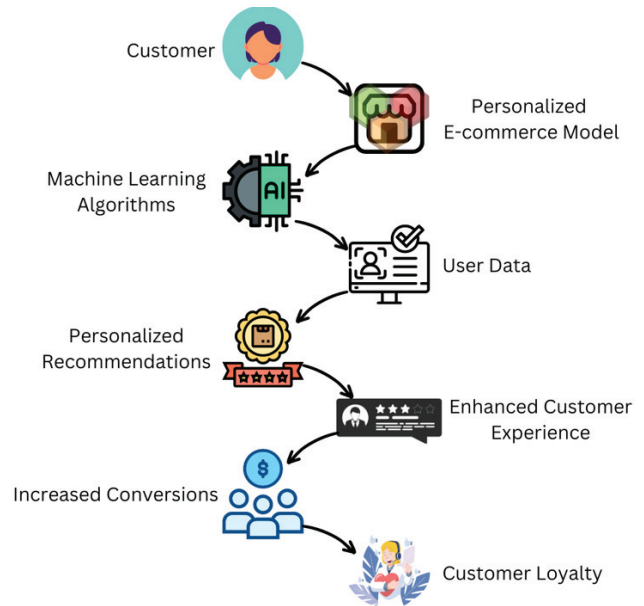 Customer
Personalized
E-commerce Model
Machine Learning
Algorithms
AI
User Data
Personalized
Recommendations
Enhanced Customer
Experience
$
Increased Conversions
Customer Loyalty